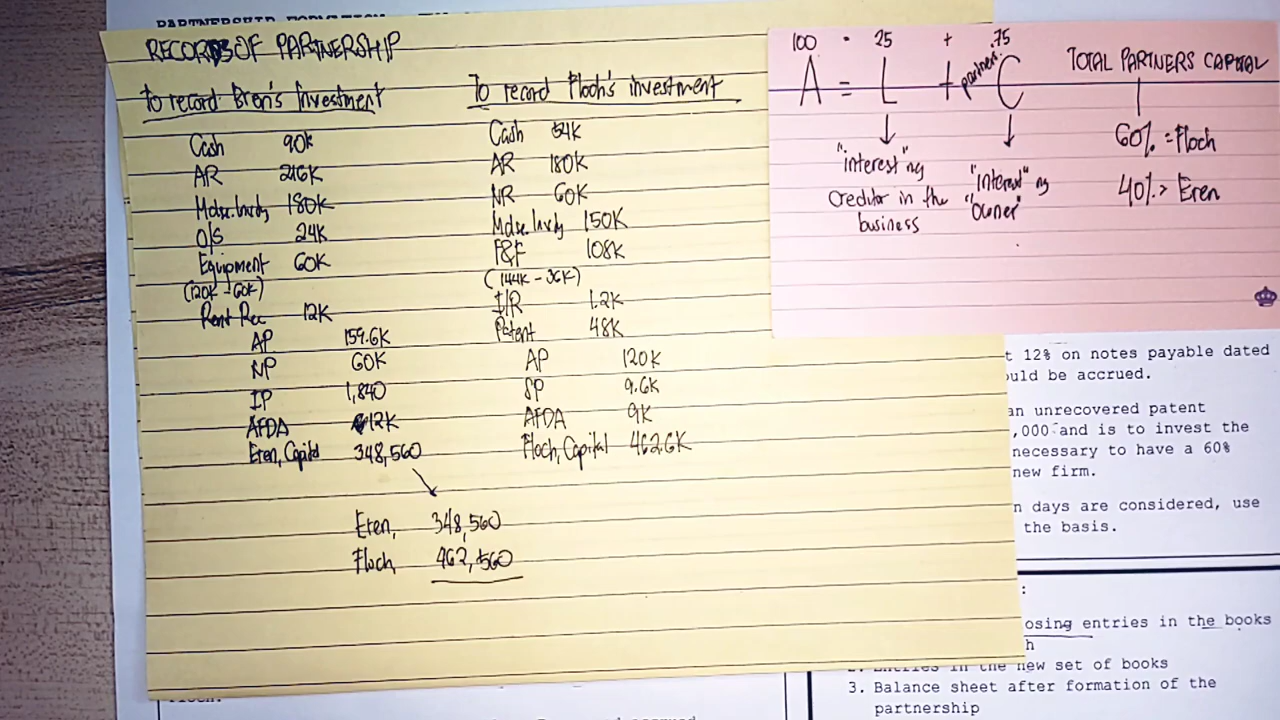 PARTNERSHIP FORMATION
RECORDS OF PARTNERSHIP
To record Eren's Investment
Cash 90K
AR 216K
Mdse. Invty 180K
O/S 24K
Equipment 60K
(120K - 60K)
Rent Rec 12K
AP 159.6K
NP 60K
IP 1,840
AFDA 12K
Eren, Capital 348,560
Eren, 348,560
Floch, 462,560
To record Floch's investment
Cash 54K
AR 180K
NR 60K
Mdse. Invty 150K
F&F 108K
(144K - 36K)
I/R 1.2K
Patent 48K
AP 120K
SP 9.6K
AFDA 9K
Floch, Capital 462.6K
100 = 25 + .75
A = L + partner's C
"interest" ng
creditor in the
business
"interest" ng
"owner"
TOTAL PARTNERS CAPITAL
60% = Floch
40% = Eren
t 12% on notes payable dated
uld be accrued.
an unrecovered patent
,000 and is to invest the
necessary to have a 60%
new firm.
n days are considered, use
the basis.
:
osing entries in the books
h
2. Entries in the new set of books
3. Balance sheet after formation of the
partnership